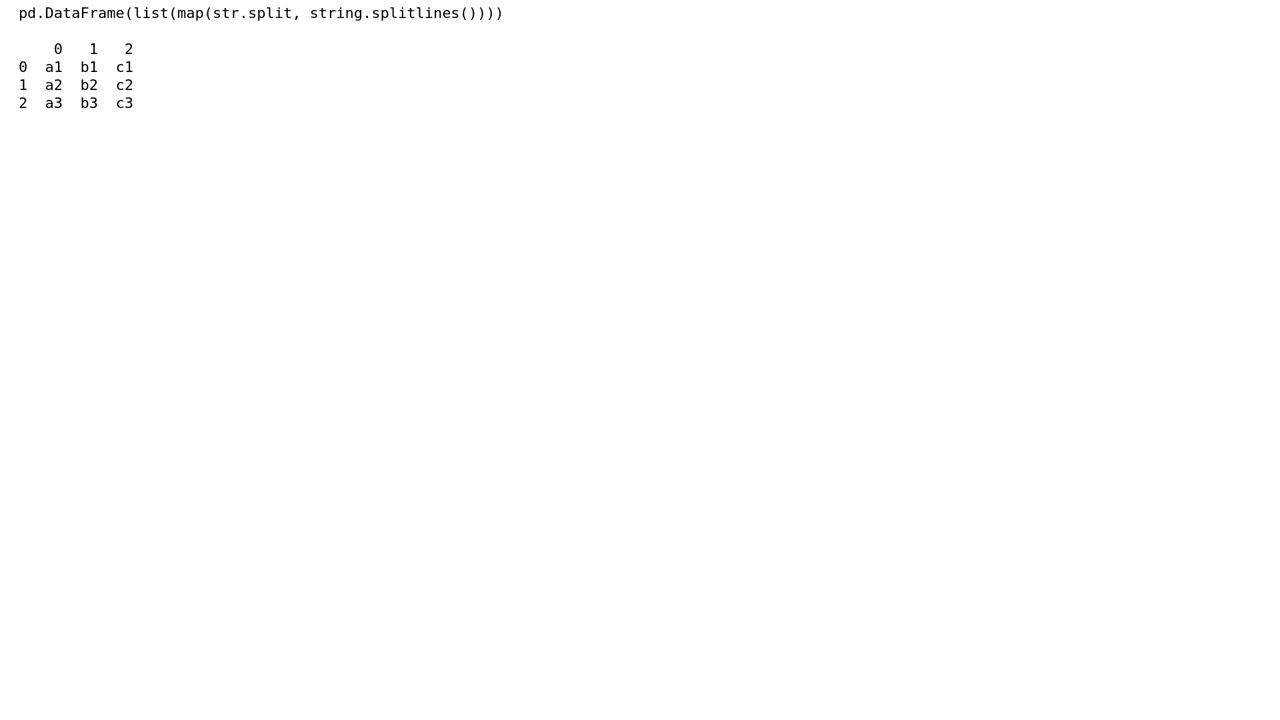 pd.DataFrame(list(map(str.split, string.splitlines())))

    0   1   2
0  a1  b1  c1
1  a2  b2  c2
2  a3  b3  c3